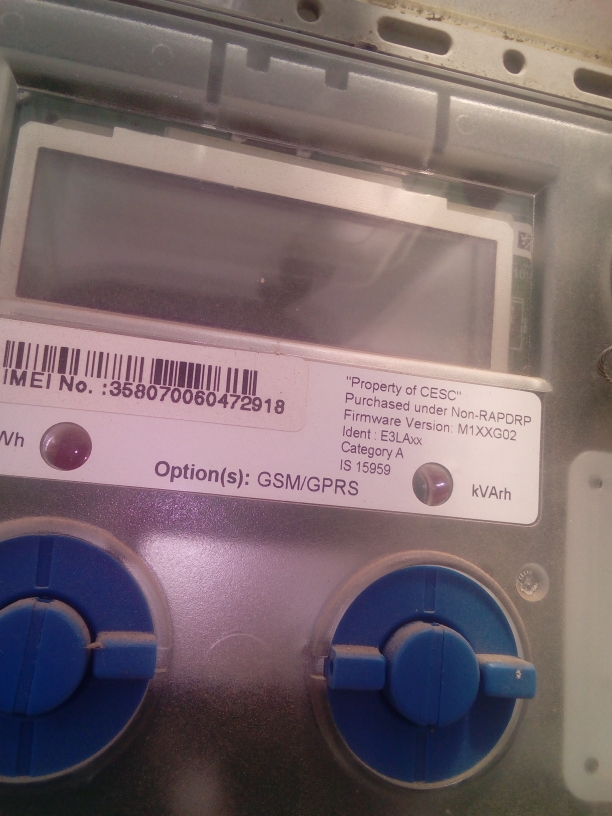 IMEI No. :358070060472918
"Property of CESC"
Purchased under Non-RAPDRP
Firmware Version: M1XXG02
Ident : E3LAxx
Category A
IS 15959
Option(s): GSM/GPRS
kVArh